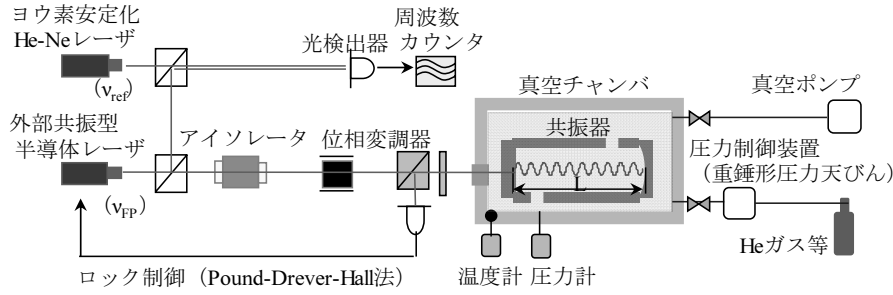 ヨウ素安定化
He-Neレーザ
(νref)
光検出器
周波数
カウンタ
外部共振型
半導体レーザ
(νFP)
アイソレータ
位相変調器
真空チャンバ
共振器
L
真空ポンプ
圧力制御装置
（重錘形圧力天びん）
Heガス等
温度計
圧力計
ロック制御（Pound-Drever-Hall法）